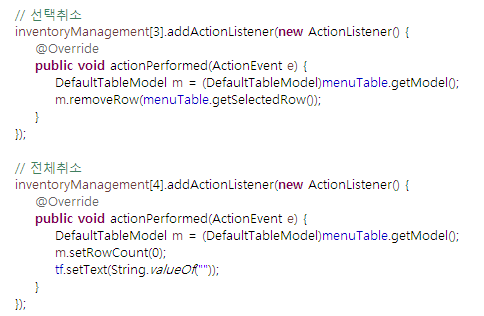 // 선택취소
inventoryManagement[3].addActionListener(new ActionListener() {
@Override
public void actionPerformed(ActionEvent e) {
DefaultTableModel m = (DefaultTableModel)menuTable.getModel();
m.removeRow(menuTable.getSelectedRow());
}
});
// 전체취소
inventoryManagement[4].addActionListener(new ActionListener() {
@Override
public void actionPerformed(ActionEvent e) {
DefaultTableModel m = (DefaultTableModel)menuTable.getModel();
m.setRowCount(0);
tf.setText(String.valueOf(""));
}
});